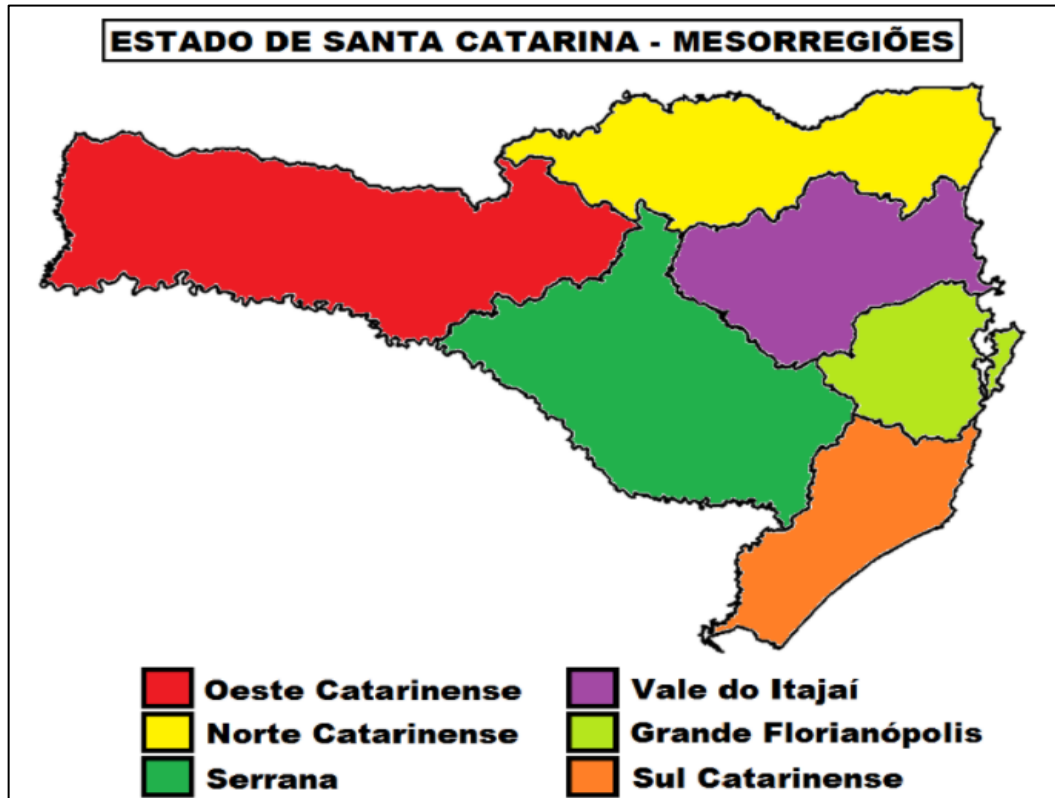 ESTADO DE SANTA CATARINA - MESORREGIÕES
Oeste Catarinense
Norte Catarinense
Serrana
Vale do Itajaí
Grande Florianópolis
Sul Catarinense